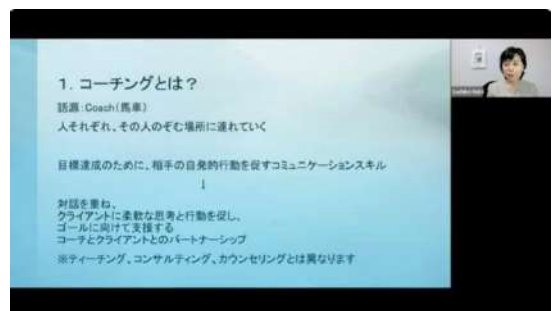 1. コーチングとは?
語源:Coach(馬車)
人それぞれ、その人のぞむ場所に連れていく
目標達成のために、相手の自発的行動を促すコミュニケーションスキル
↓
対話を重ね、
クライアントに柔軟な思考と行動を促し、
ゴールに向けて支援する
コーチとクライアントとのパートナーシップ
※ティーチング、コンサルティング、カウンセリングとは異なります